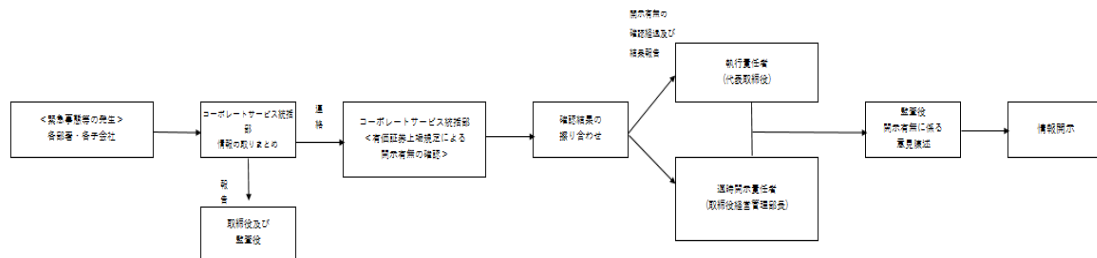 <緊急事態等の発生>
各部署・各子会社
コーポレートサービス統括
部
情報の取りまとめ
報
告
取締役及び
監査役
連
絡
コーポレートサービス統括部
<有価証券上場規定による
開示有無の確認>
確認結果の
擦り合わせ
開示有無の
確認経過及び
結果報告
執行責任者
(代表取締役)
適時開示責任者
(取締役経営管理部長)
監査役
開示有無に係る
意見陳述
情報開示